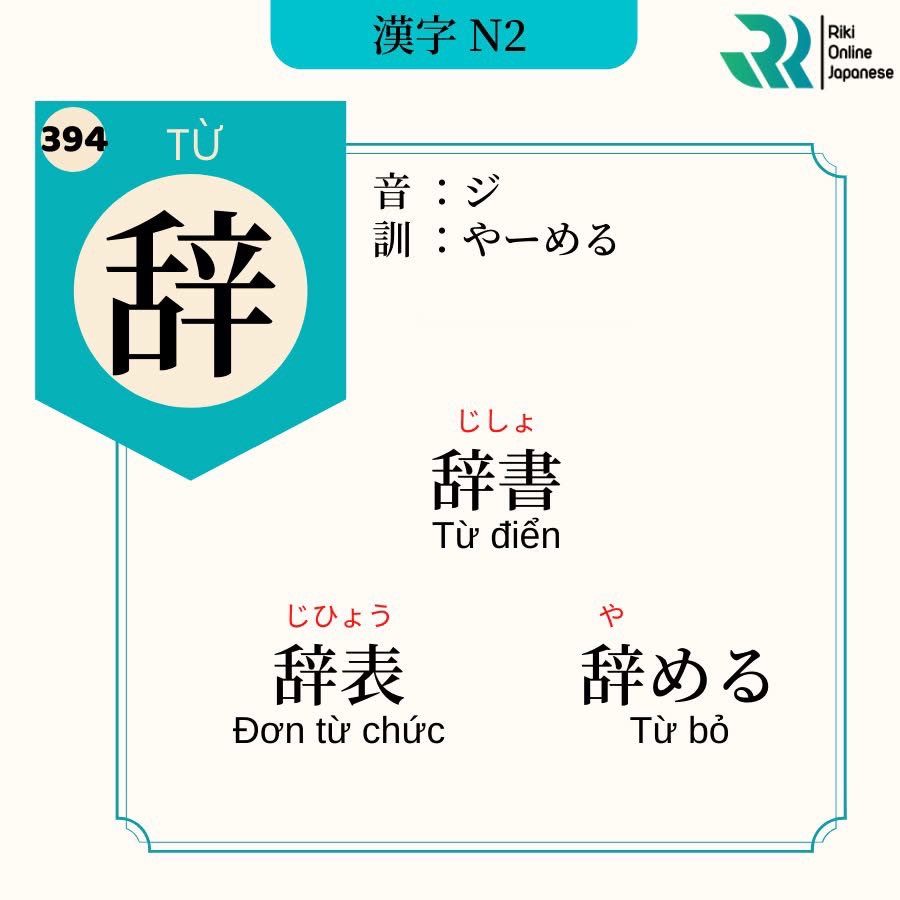 漢字 N2
Riki
Online
Japanese
394
TỪ
辞
音 ：ジ
訓 ：やーめる
じしょ
辞書
Từ điển
じひょう
辞表
Đơn từ chức
や
辞める
Từ bỏ